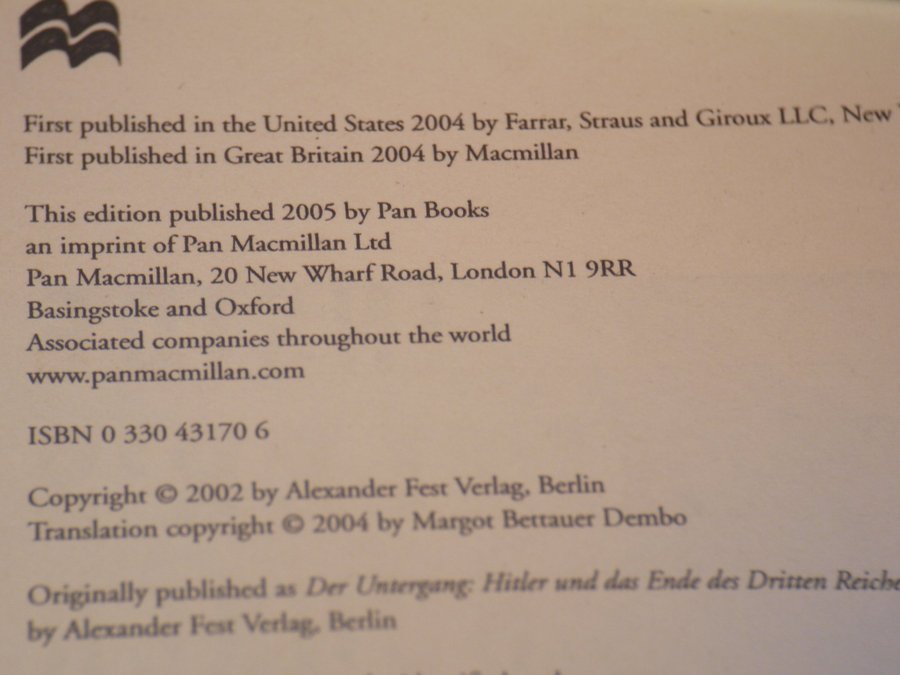 First published in the United States 2004 by Farrar, Straus and Giroux LLC, New
First published in Great Britain 2004 by Macmillan
This edition published 2005 by Pan Books
an imprint of Pan Macmillan Ltd
Pan Macmillan, 20 New Wharf Road, London N1 9RR
Basingstoke and Oxford
Associated companies throughout the world
www.panmacmillan.com
ISBN 0 330 43170 6
Copyright © 2002 by Alexander Fest Verlag, Berlin
Translation copyright © 2004 by Margot Bettauer Dembo
Originally published as Der Untergang: Hitler und das Ende des Dritten Reiche
by Alexander Fest Verlag, Berlin